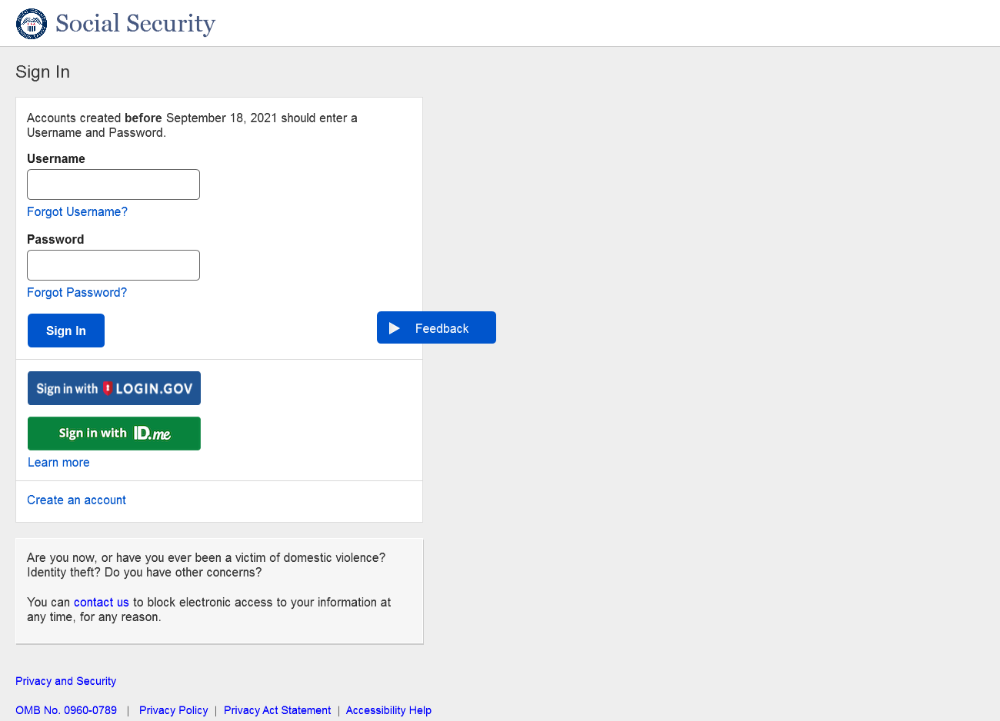 Social Security
Sign In
Accounts created before September 18, 2021 should enter a
Username and Password.
Username
Forgot Username?
Password
Forgot Password?
Sign In
Feedback
Sign in with LOGIN.GOV
Sign in with ID.me
Learn more
Create an account
Are you now, or have you ever been a victim of domestic violence?
Identity theft? Do you have other concerns?
You can contact us to block electronic access to your information at
any time, for any reason.
Privacy and Security
OMB No. 0960-0789 | Privacy Policy | Privacy Act Statement | Accessibility Help